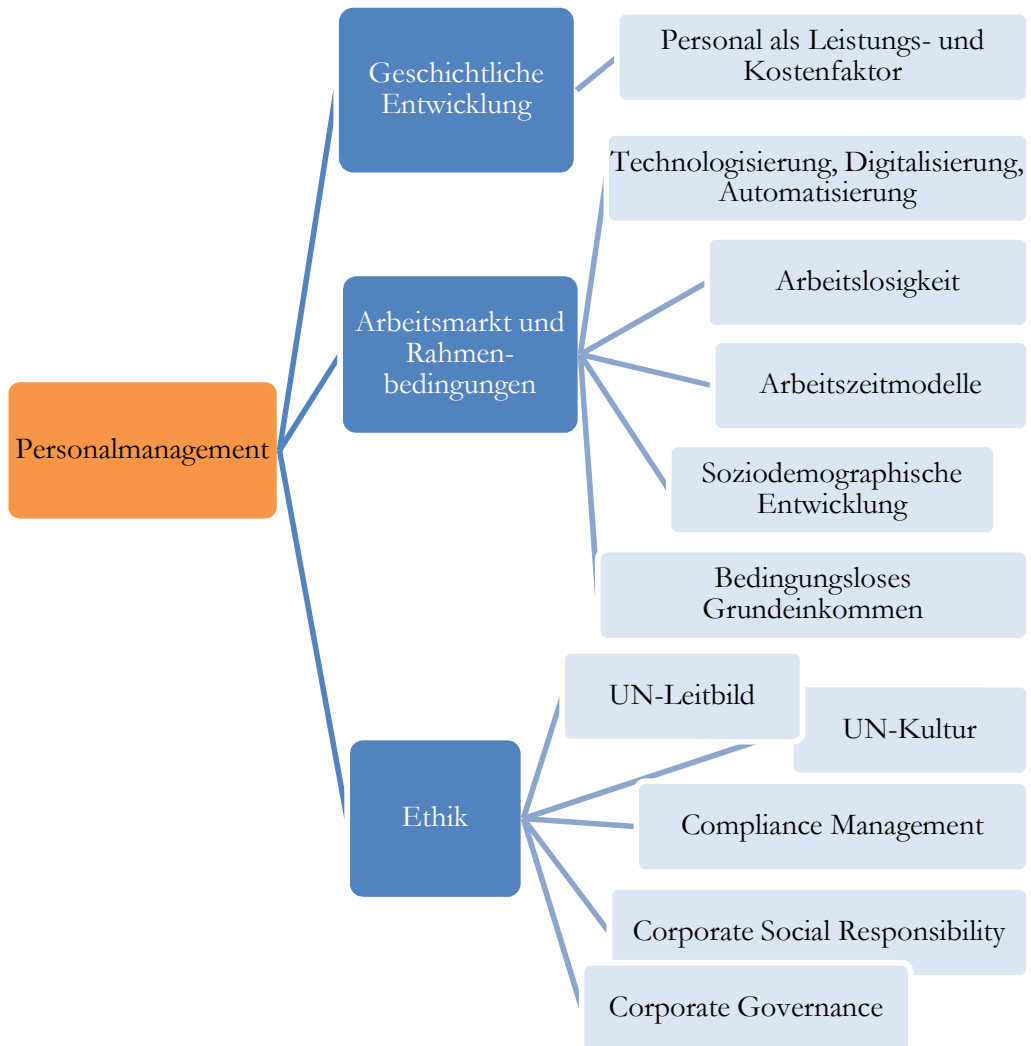 Personalmanagement
Geschichtliche
Entwicklung
Personal als Leistungs- und
Kostenfaktor
Arbeitsmarkt und
Rahmen-
bedingungen
Technologisierung, Digitalisierung,
Automatisierung
Arbeitslosigkeit
Arbeitszeitmodelle
Soziodemographische
Entwicklung
Bedingungsloses
Grundeinkommen
Ethik
UN-Leitbild
UN-Kultur
Compliance Management
Corporate Social Responsibility
Corporate Governance